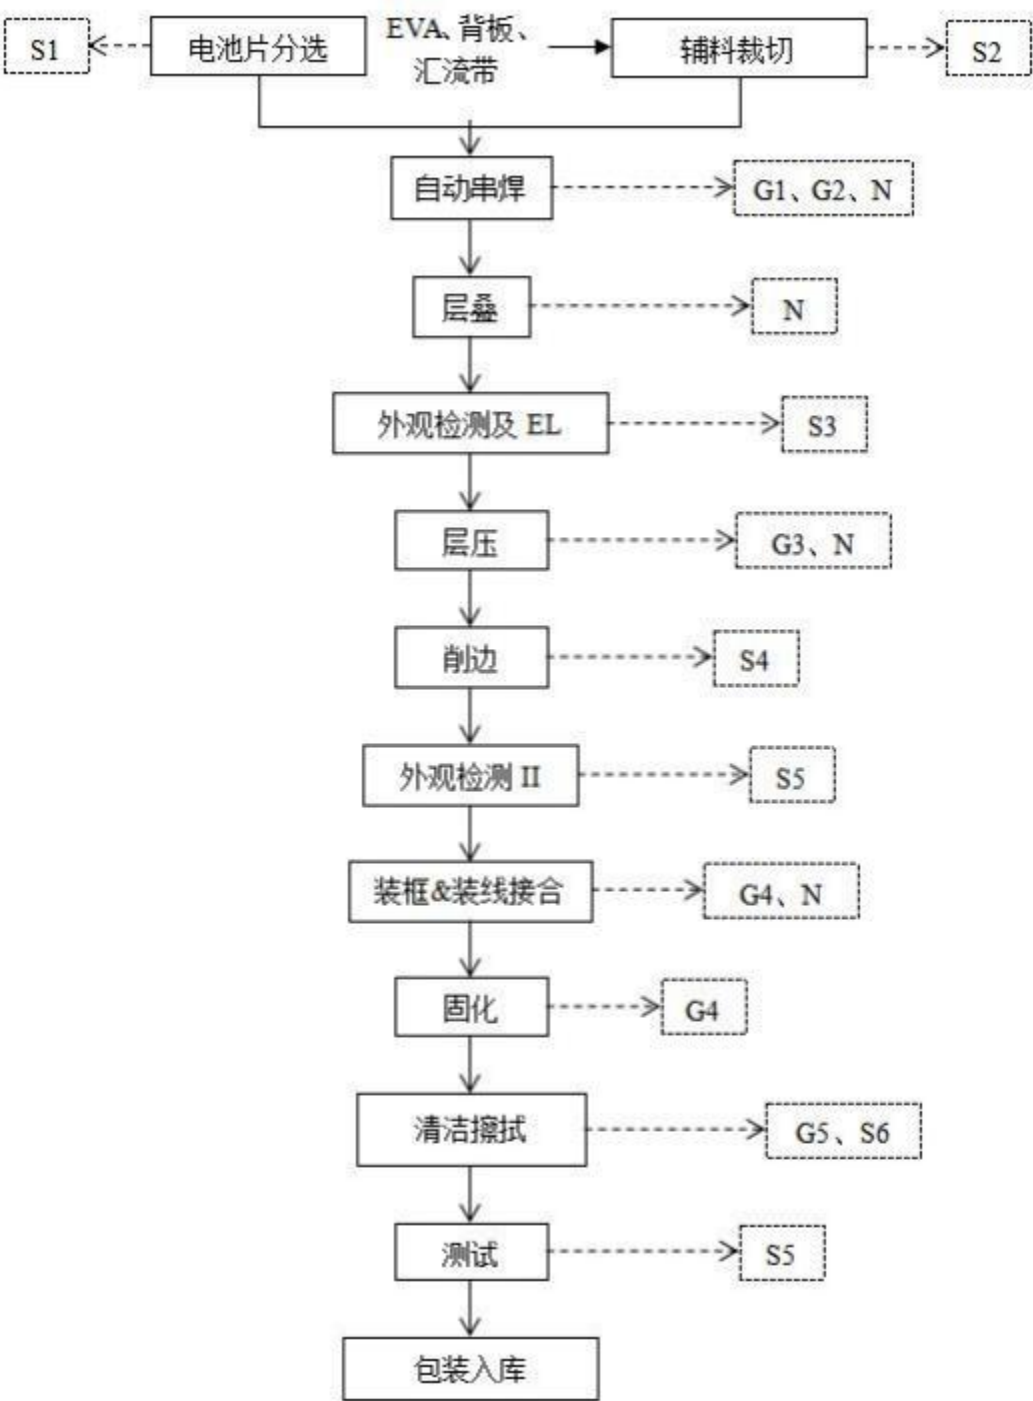 S1
电池片分选
EVA、背板、
汇流带
辅料裁切
S2
自动串焊
G1、G2、N
层叠
N
外观检测及 EL
S3
层压
G3、N
削边
S4
外观检测 II
S5
装框&装线接合
G4、N
固化
G4
清洁擦拭
G5、S6
测试
S5
包装入库